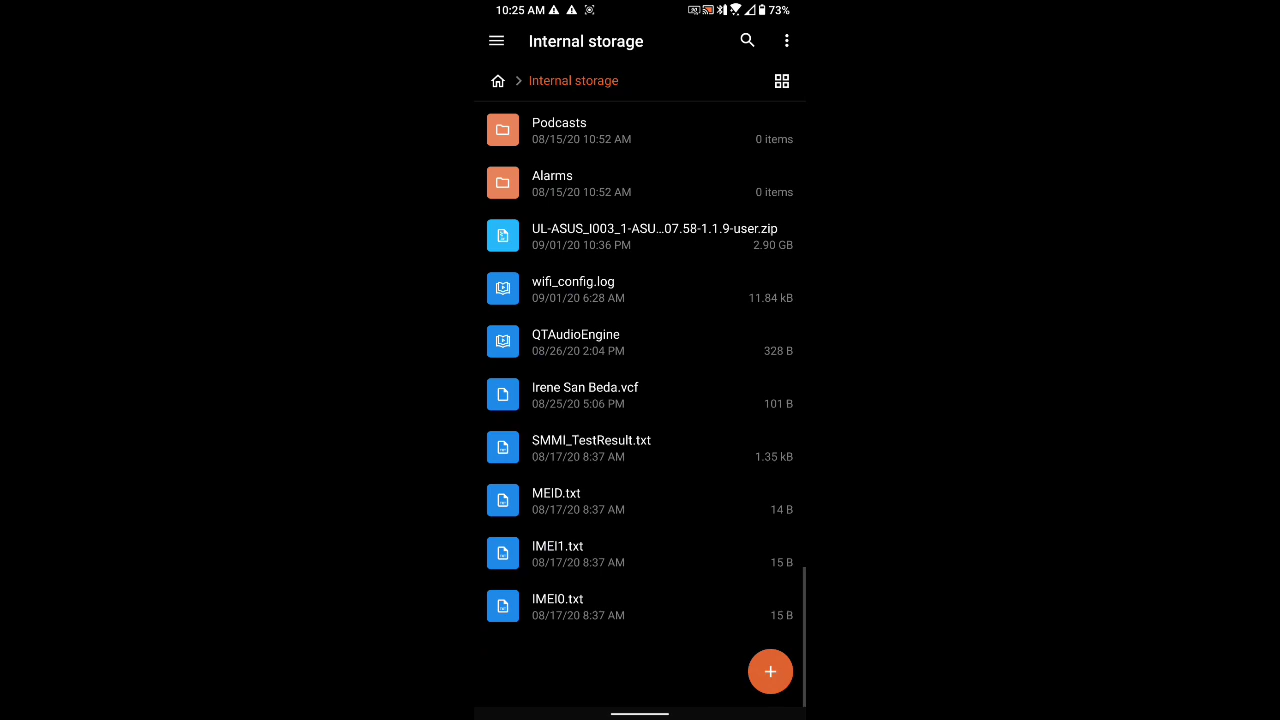 10:25 AM 73%
Internal storage
Internal storage
Podcasts
08/15/20 10:52 AM 0 items
Alarms
08/15/20 10:52 AM 0 items
UL-ASUS_I003_1-ASU...07.58-1.1.9-user.zip
09/01/20 10:36 PM 2.90 GB
wifi_config.log
09/01/20 6:28 AM 11.84 kB
QTAudioEngine
08/26/20 2:04 PM 328 B
Irene San Beda.vcf
08/25/20 5:06 PM 101 B
SMMI_TestResult.txt
08/17/20 8:37 AM 1.35 kB
MEID.txt
08/17/20 8:37 AM 14 B
IMEI1.txt
08/17/20 8:37 AM 15 B
IMEI0.txt
08/17/20 8:37 AM 15 B